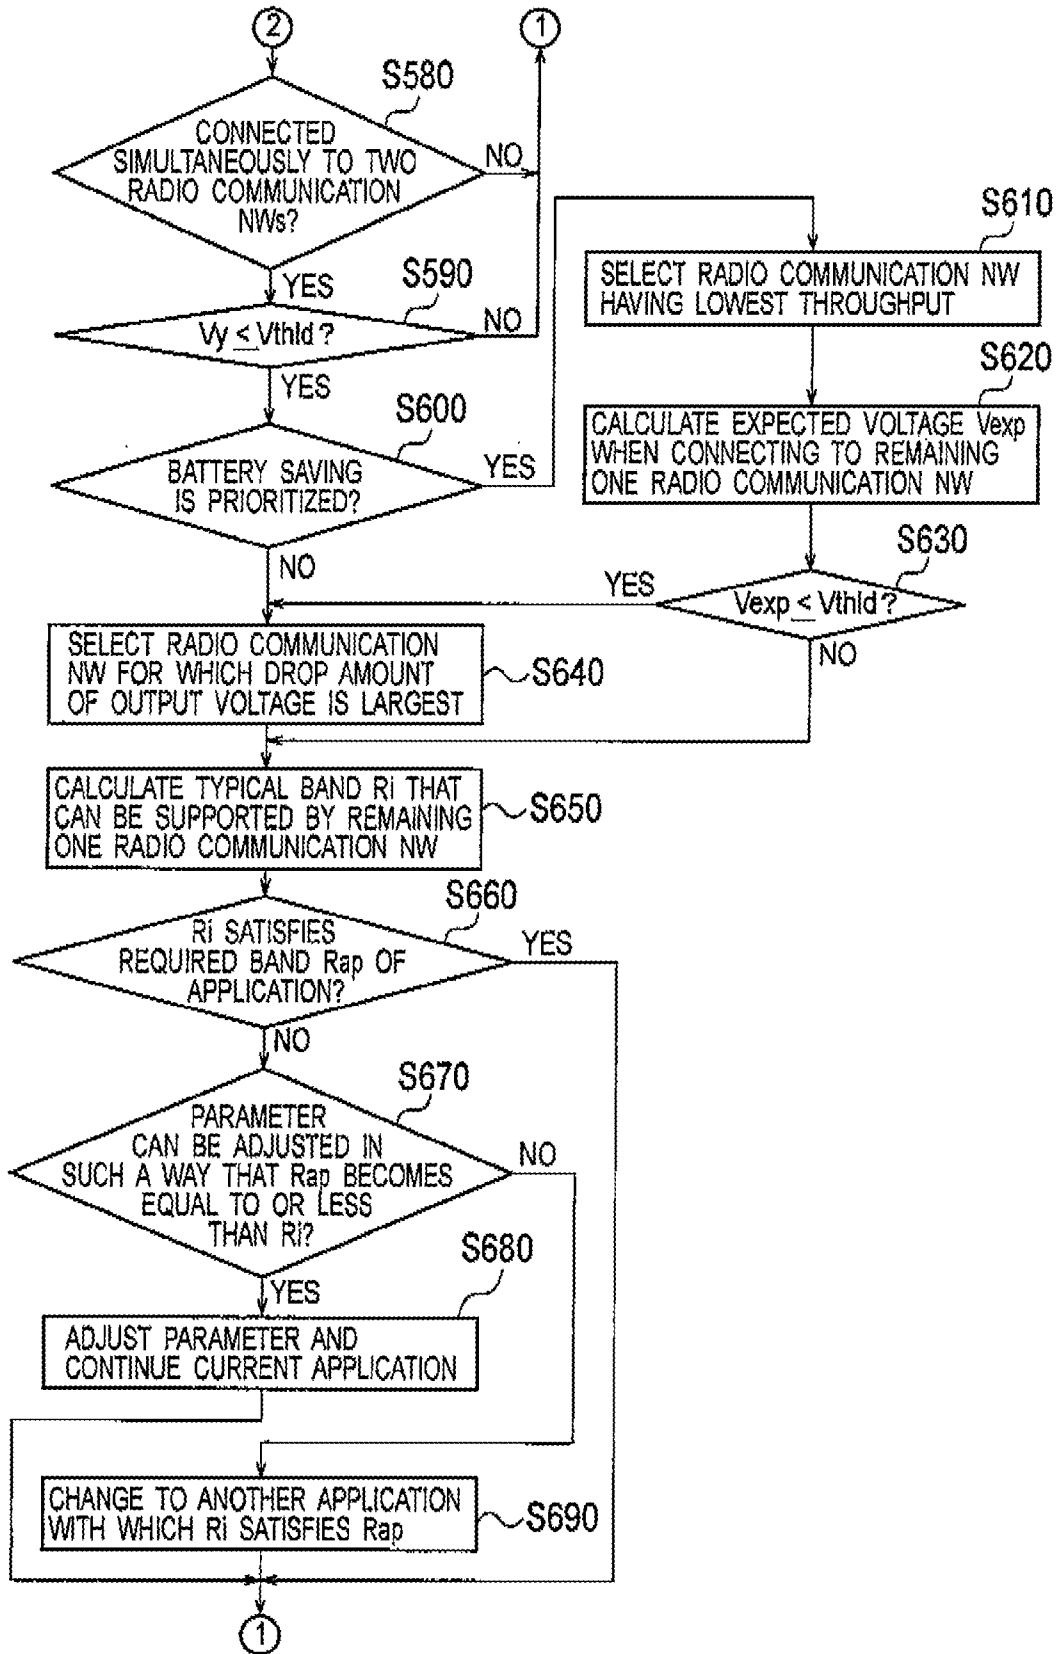 2
1
S580
CONNECTED
SIMULTANEOUSLY TO TWO
RADIO COMMUNICATION
NWs?
NO
YES
S590
Vy ≤ Vthld ?
NO
YES
S600
BATTERY SAVING
IS PRIORITIZED?
YES
NO
S610
SELECT RADIO COMMUNICATION NW
HAVING LOWEST THROUGHPUT
S620
CALCULATE EXPECTED VOLTAGE Vexp
WHEN CONNECTING TO REMAINING
ONE RADIO COMMUNICATION NW
S630
Vexp ≤ Vthld ?
YES
NO
SELECT RADIO COMMUNICATION
NW FOR WHICH DROP AMOUNT
OF OUTPUT VOLTAGE IS LARGEST
S640
CALCULATE TYPICAL BAND Ri THAT
CAN BE SUPPORTED BY REMAINING
ONE RADIO COMMUNICATION NW
S650
S660
Ri SATISFIES
REQUIRED BAND Rap OF
APPLICATION?
YES
NO
S670
PARAMETER
CAN BE ADJUSTED IN
SUCH A WAY THAT Rap BECOMES
EQUAL TO OR LESS
THAN Ri?
NO
YES
S680
ADJUST PARAMETER AND
CONTINUE CURRENT APPLICATION
CHANGE TO ANOTHER APPLICATION
WITH WHICH Ri SATISFIES Rap
S690
1